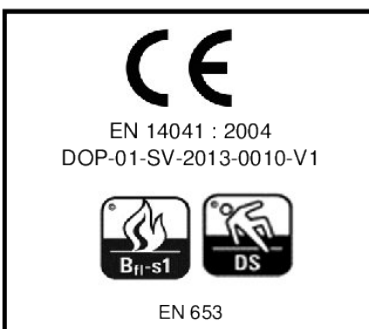 CE
EN 14041 : 2004
DOP-01-SV-2013-0010-V1
Bfl-s1 DS
EN 653